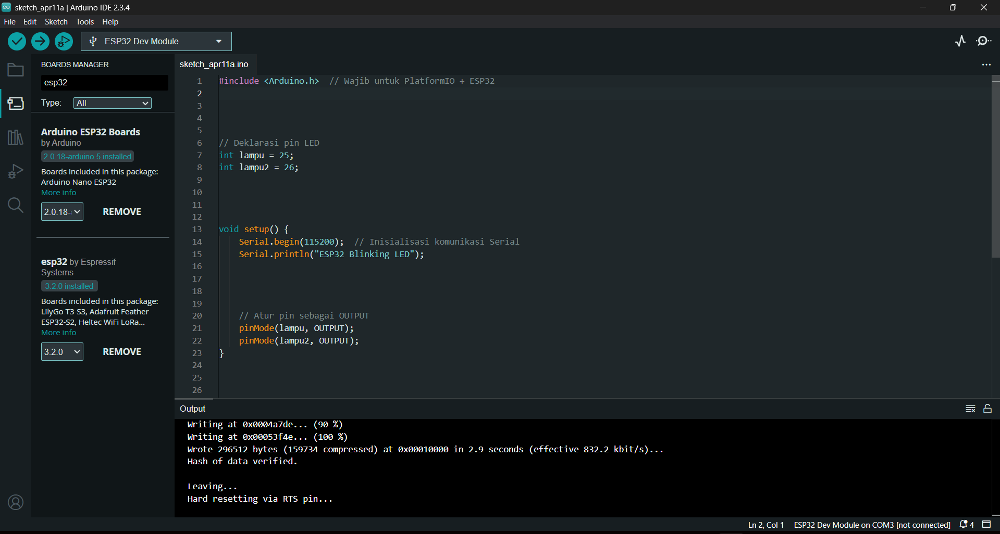 sketch_apr11a | Arduino IDE 2.3.4
File Edit Sketch Tools Help
ESP32 Dev Module
BOARDS MANAGER
esp32
Type: All
Arduino ESP32 Boards
by Arduino
2.0.18-arduino.5 installed
Boards included in this package:
Arduino Nano ESP32
More info
2.0.18- REMOVE
esp32 by Espressif
Systems
3.2.0 installed
Boards included in this package:
LilyGo T3-S3, Adafruit Feather
ESP32-S2, Heltec WiFi LoRa...
More info
3.2.0 REMOVE
sketch_apr11a.ino
1 #include <Arduino.h> // Wajib untuk PlatformIO + ESP32
2
3
4
5
6 // Deklarasi pin LED
7 int lampu = 25;
8 int lampu2 = 26;
9
10
11
12
13 void setup() {
14 Serial.begin(115200); // Inisialisasi komunikasi Serial
15 Serial.println("ESP32 Blinking LED");
16
17
18
19
20 // Atur pin sebagai OUTPUT
21 pinMode(lampu, OUTPUT);
22 pinMode(lampu2, OUTPUT);
23 }
24
25
26
Output
Writing at 0x0004a7de... (90 %)
Writing at 0x00053f4e... (100 %)
Wrote 296512 bytes (159734 compressed) at 0x00010000 in 2.9 seconds (effective 832.2 kbit/s)...
Hash of data verified.
Leaving...
Hard resetting via RTS pin...
Ln 2, Col 1 ESP32 Dev Module on COM3 [not connected] 4